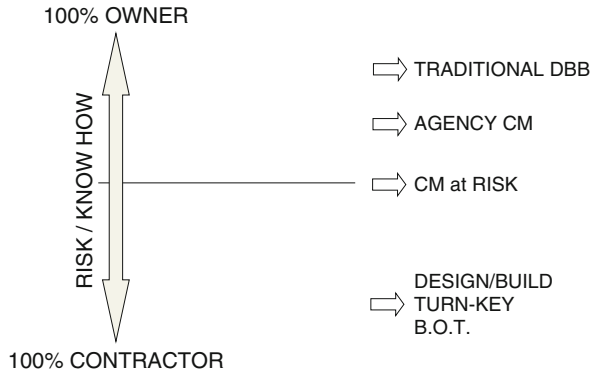 100% OWNER
TRADITIONAL DBB
AGENCY CM
RISK / KNOW HOW
CM at RISK
DESIGN/BUILD
TURN-KEY
B.O.T.
100% CONTRACTOR